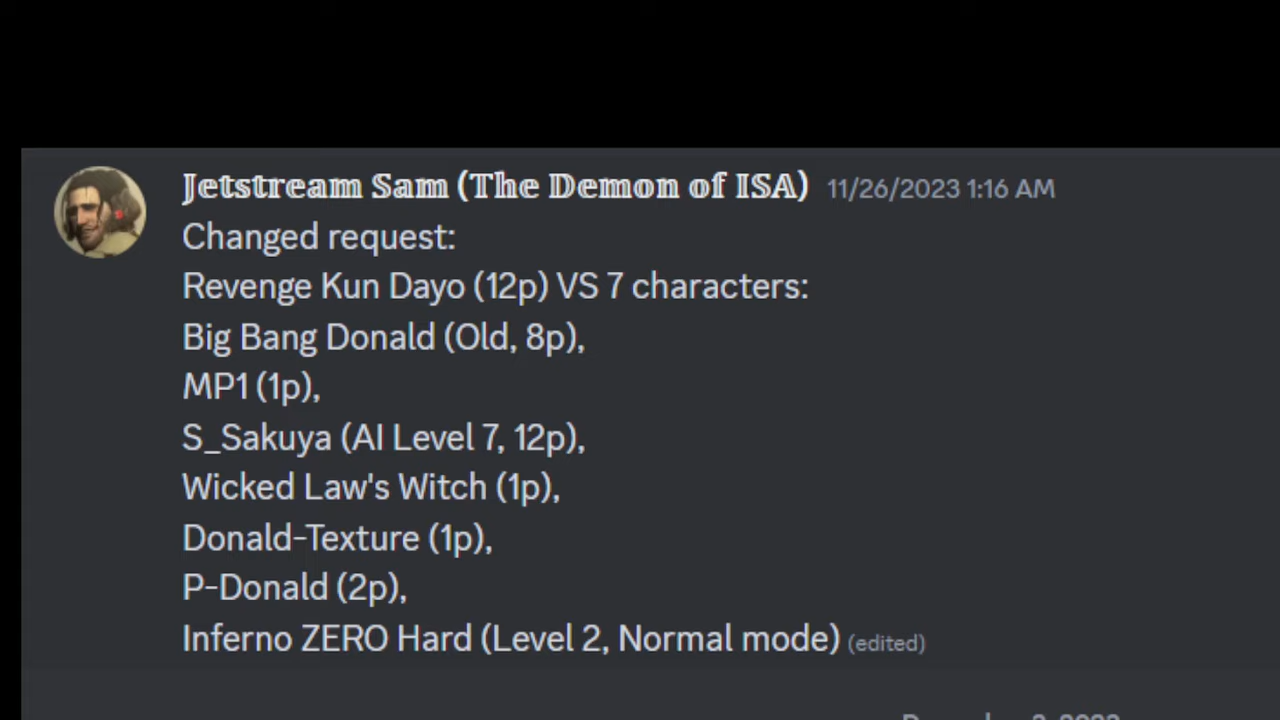 Jetstream Sam (The Demon of ISA) 11/26/2023 1:16 AM
Changed request:
Revenge Kun Dayo (12p) VS 7 characters:
Big Bang Donald (Old, 8p),
MP1 (1p),
S_Sakuya (AI Level 7, 12p),
Wicked Law's Witch (1p),
Donald-Texture (1p),
P-Donald (2p),
Inferno ZERO Hard (Level 2, Normal mode) (edited)